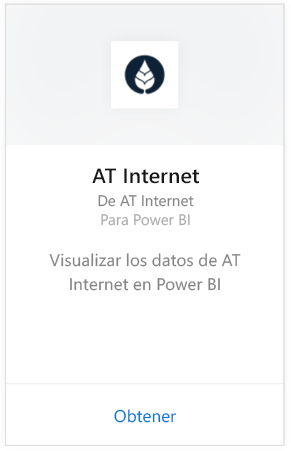 AT Internet
De AT Internet
Para Power BI
Visualizar los datos de AT
Internet en Power BI
Obtener